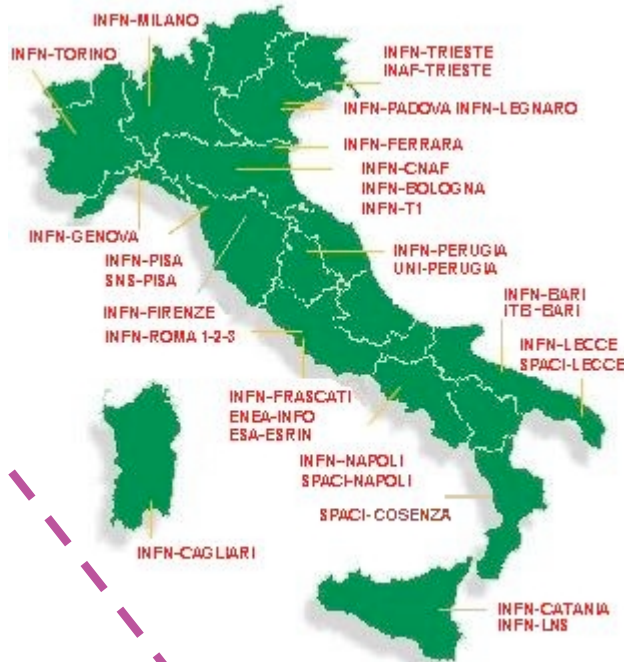 INFN-MILANO
INFN-TORINO
INFN-TRIESTE
INAF-TRIESTE
INFN-PADOVA INFN-LEGNARO
INFN-FERRARA
INFN-CNAF
INFN-BOLOGNA
INFN-T1
INFN-GENOVA
INFN-PISA
SNS-PISA
INFN-PERUGIA
UNI-PERUGIA
INFN-FIRENZE
INFN-ROMA 1-2-3
INFN-BARI
ITB-BARI
INFN-LECCE
SPACI-LECCE
INFN-FRASCATI
ENEA-INFO
ESA-ESRIN
INFN-NAPOLI
SPACI-NAPOLI
SPACI-COSENZA
INFN-CAGLIARI
INFN-CATANIA
INFN-LNS